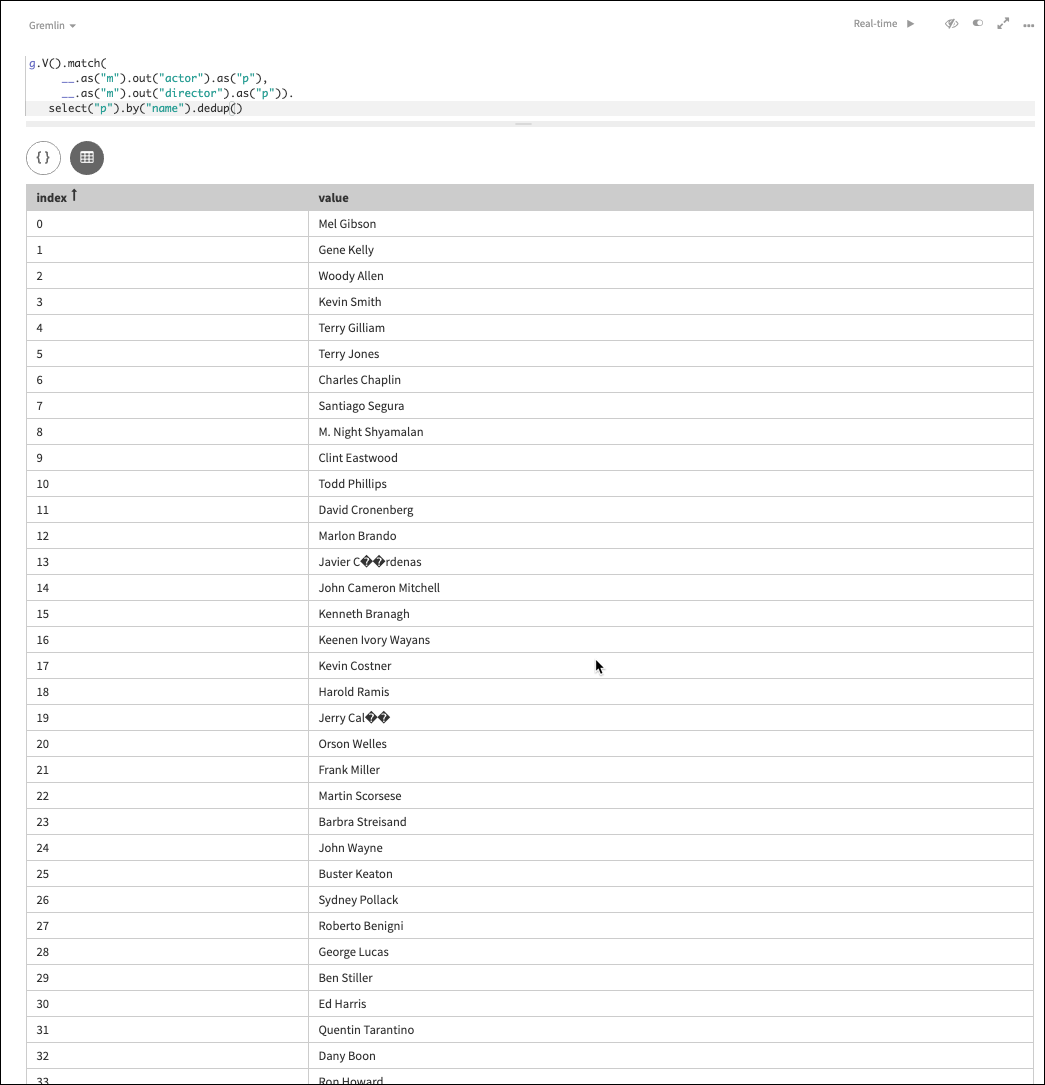 Gremlin
Real-time
g.V().match(
__.as("m").out("actor").as("p"),
__.as("m").out("director").as("p")).
select("p").by("name").dedup()
{ }
index ↑ value
0 Mel Gibson
1 Gene Kelly
2 Woody Allen
3 Kevin Smith
4 Terry Gilliam
5 Terry Jones
6 Charles Chaplin
7 Santiago Segura
8 M. Night Shyamalan
9 Clint Eastwood
10 Todd Phillips
11 David Cronenberg
12 Marlon Brando
13 Javier C��rdenas
14 John Cameron Mitchell
15 Kenneth Branagh
16 Keenen Ivory Wayans
17 Kevin Costner
18 Harold Ramis
19 Jerry Cal��
20 Orson Welles
21 Frank Miller
22 Martin Scorsese
23 Barbra Streisand
24 John Wayne
25 Buster Keaton
26 Sydney Pollack
27 Roberto Benigni
28 George Lucas
29 Ben Stiller
30 Ed Harris
31 Quentin Tarantino
32 Dany Boon
33 Ron Howard